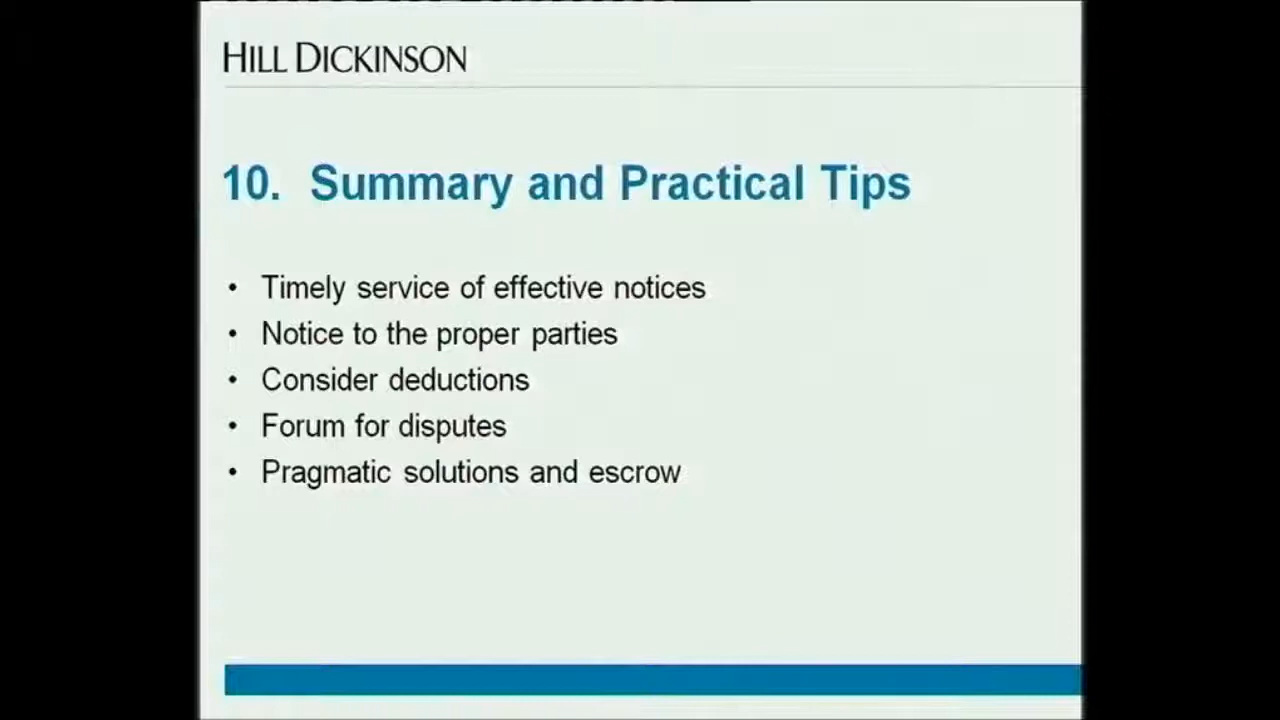 HILL DICKINSON
10. Summary and Practical Tips
• Timely service of effective notices
• Notice to the proper parties
• Consider deductions
• Forum for disputes
• Pragmatic solutions and escrow